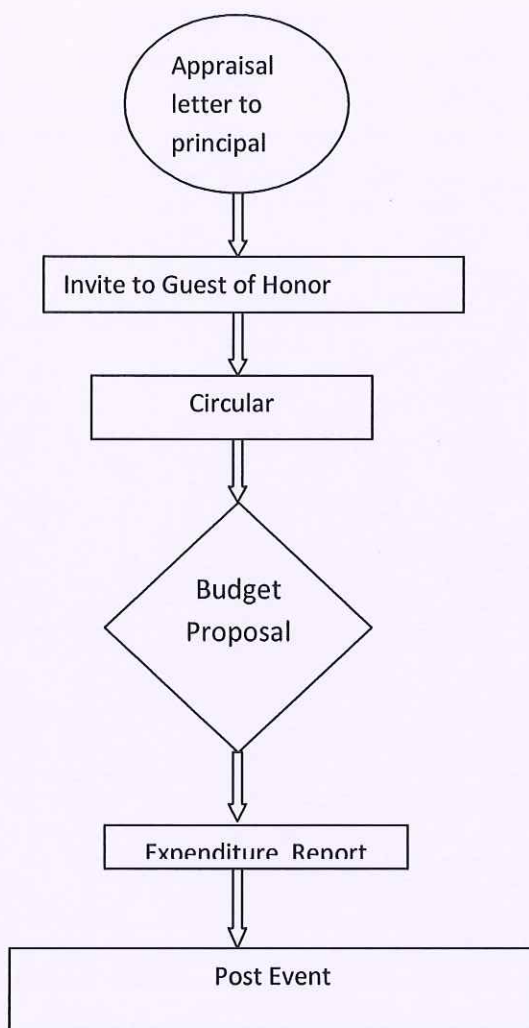 Appraisal
letter to
principal
Invite to Guest of Honor
Circular
Budget
Proposal
Expenditure Report
Post Event